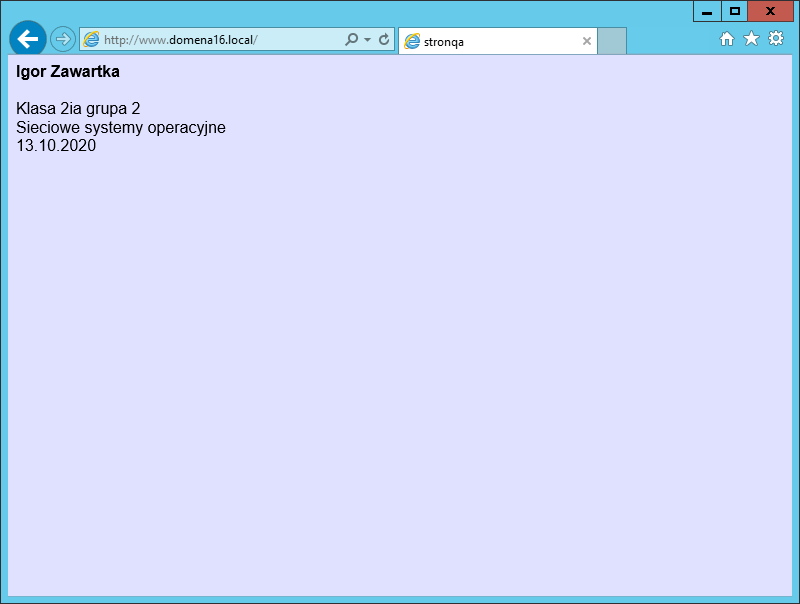 http://www.domena16.local/
stronqa
Igor Zawartka
Klasa 2ia grupa 2
Sieciowe systemy operacyjne
13.10.2020